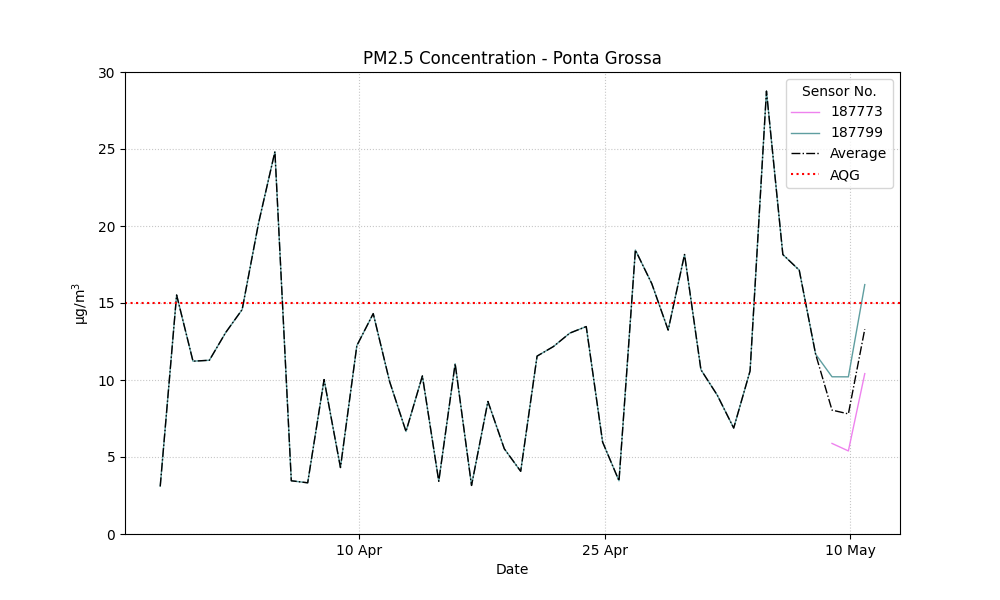 PM2.5 Concentration - Ponta Grossa
30
25
20
15
10
5
0
µg/m³
Sensor No.
187773
187799
Average
AQG
10 Apr
25 Apr
10 May
Date